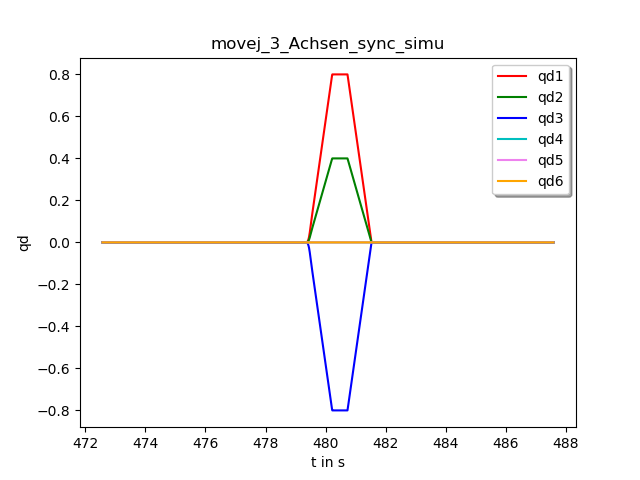 movej_3_Achsen_sync_simu
qd1
qd2
qd3
qd4
qd5
qd6
qd
0.8
0.6
0.4
0.2
0.0
−0.2
−0.4
−0.6
−0.8
472 474 476 478 480 482 484 486 488
t in s